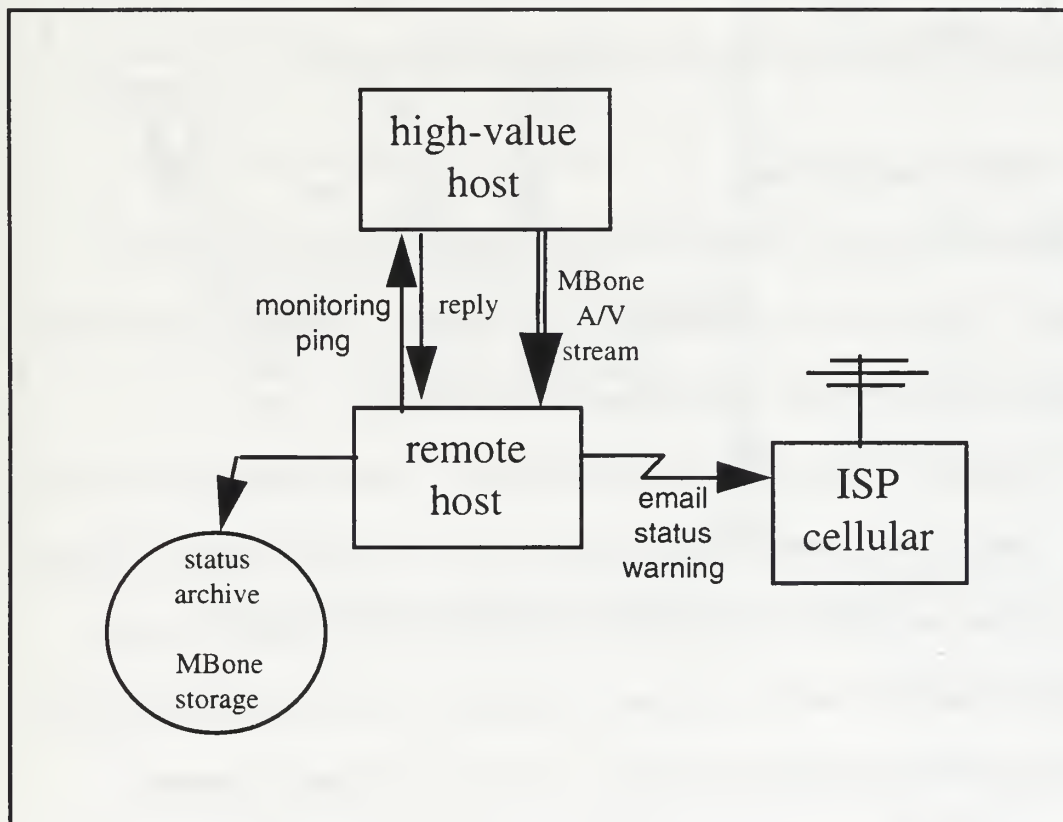 high-value
host
monitoring
ping
reply
MBone
A/V
stream
remote
host
email
status
warning
ISP
cellular
status
archive
MBone
storage